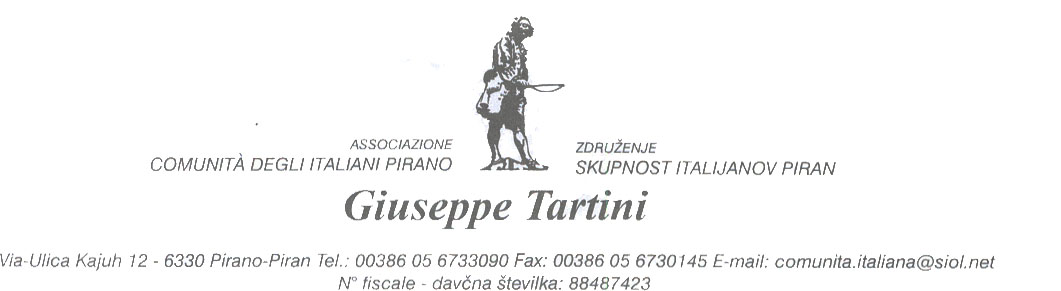 ASSOCIAZIONE
COMUNITÀ DEGLI ITALIANI PIRANO
ZDRUŽENJE
SKUPNOST ITALIJANOV PIRAN
Giuseppe Tartini
Via-Ulica Kajuh 12 - 6330 Pirano-Piran Tel.: 00386 05 6733090 Fax: 00386 05 6730145 E-mail: comunita.italiana@siol.net
N° fiscale - davčna številka: 88487423